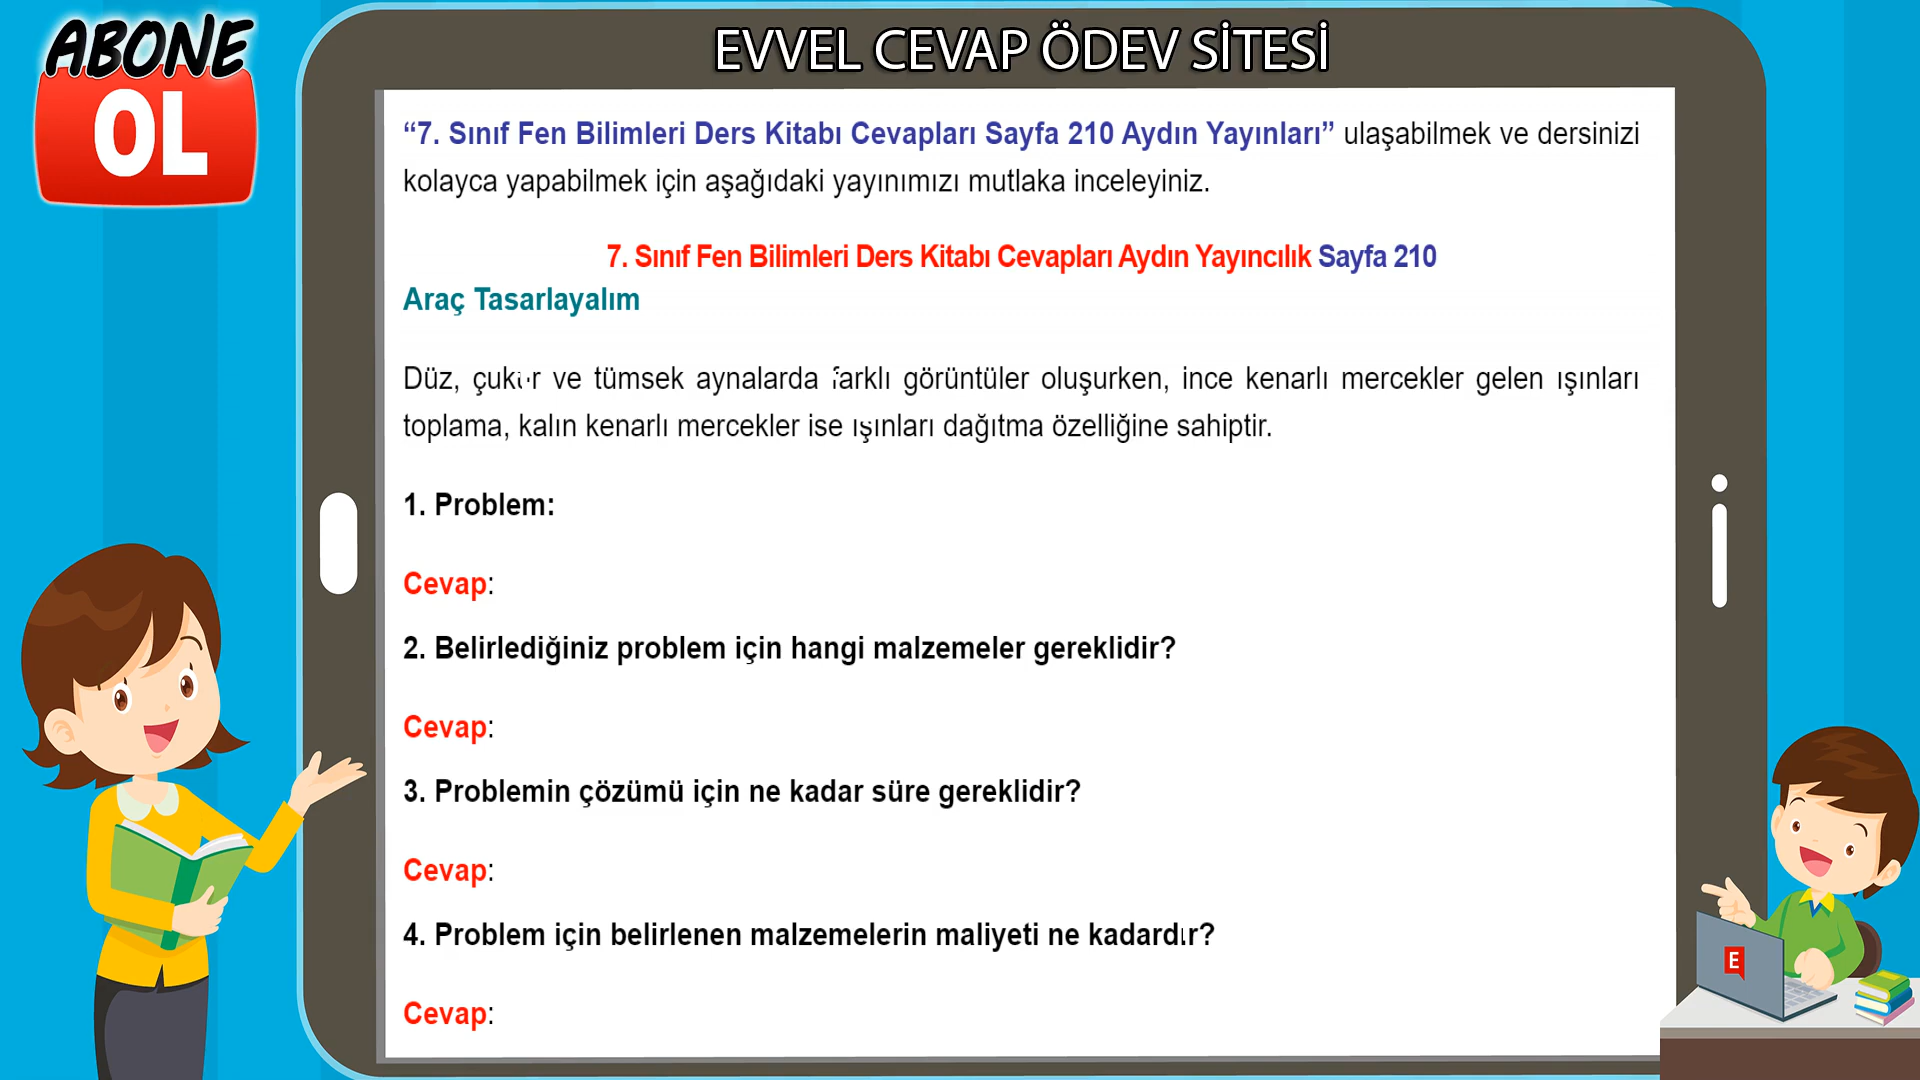 ABONE
OL
EVVEL CEVAP ÖDEV SİTESİ
“7. Sınıf Fen Bilimleri Ders Kitabı Cevapları Sayfa 210 Aydın Yayınları” ulaşabilmek ve dersinizi
kolayca yapabilmek için aşağıdaki yayınımızı mutlaka inceleyiniz.
7. Sınıf Fen Bilimleri Ders Kitabı Cevapları Aydın Yayıncılık Sayfa 210
Araç Tasarlayalım
Düz, çukur ve tümsek aynalarda farklı görüntüler oluşurken, ince kenarlı mercekler gelen ışınları
toplama, kalın kenarlı mercekler ise ışınları dağıtma özelliğine sahiptir.
1. Problem:
Cevap:
2. Belirlediğiniz problem için hangi malzemeler gereklidir?
Cevap:
3. Problemin çözümü için ne kadar süre gereklidir?
Cevap:
4. Problem için belirlenen malzemelerin maliyeti ne kadardır?
Cevap:
E